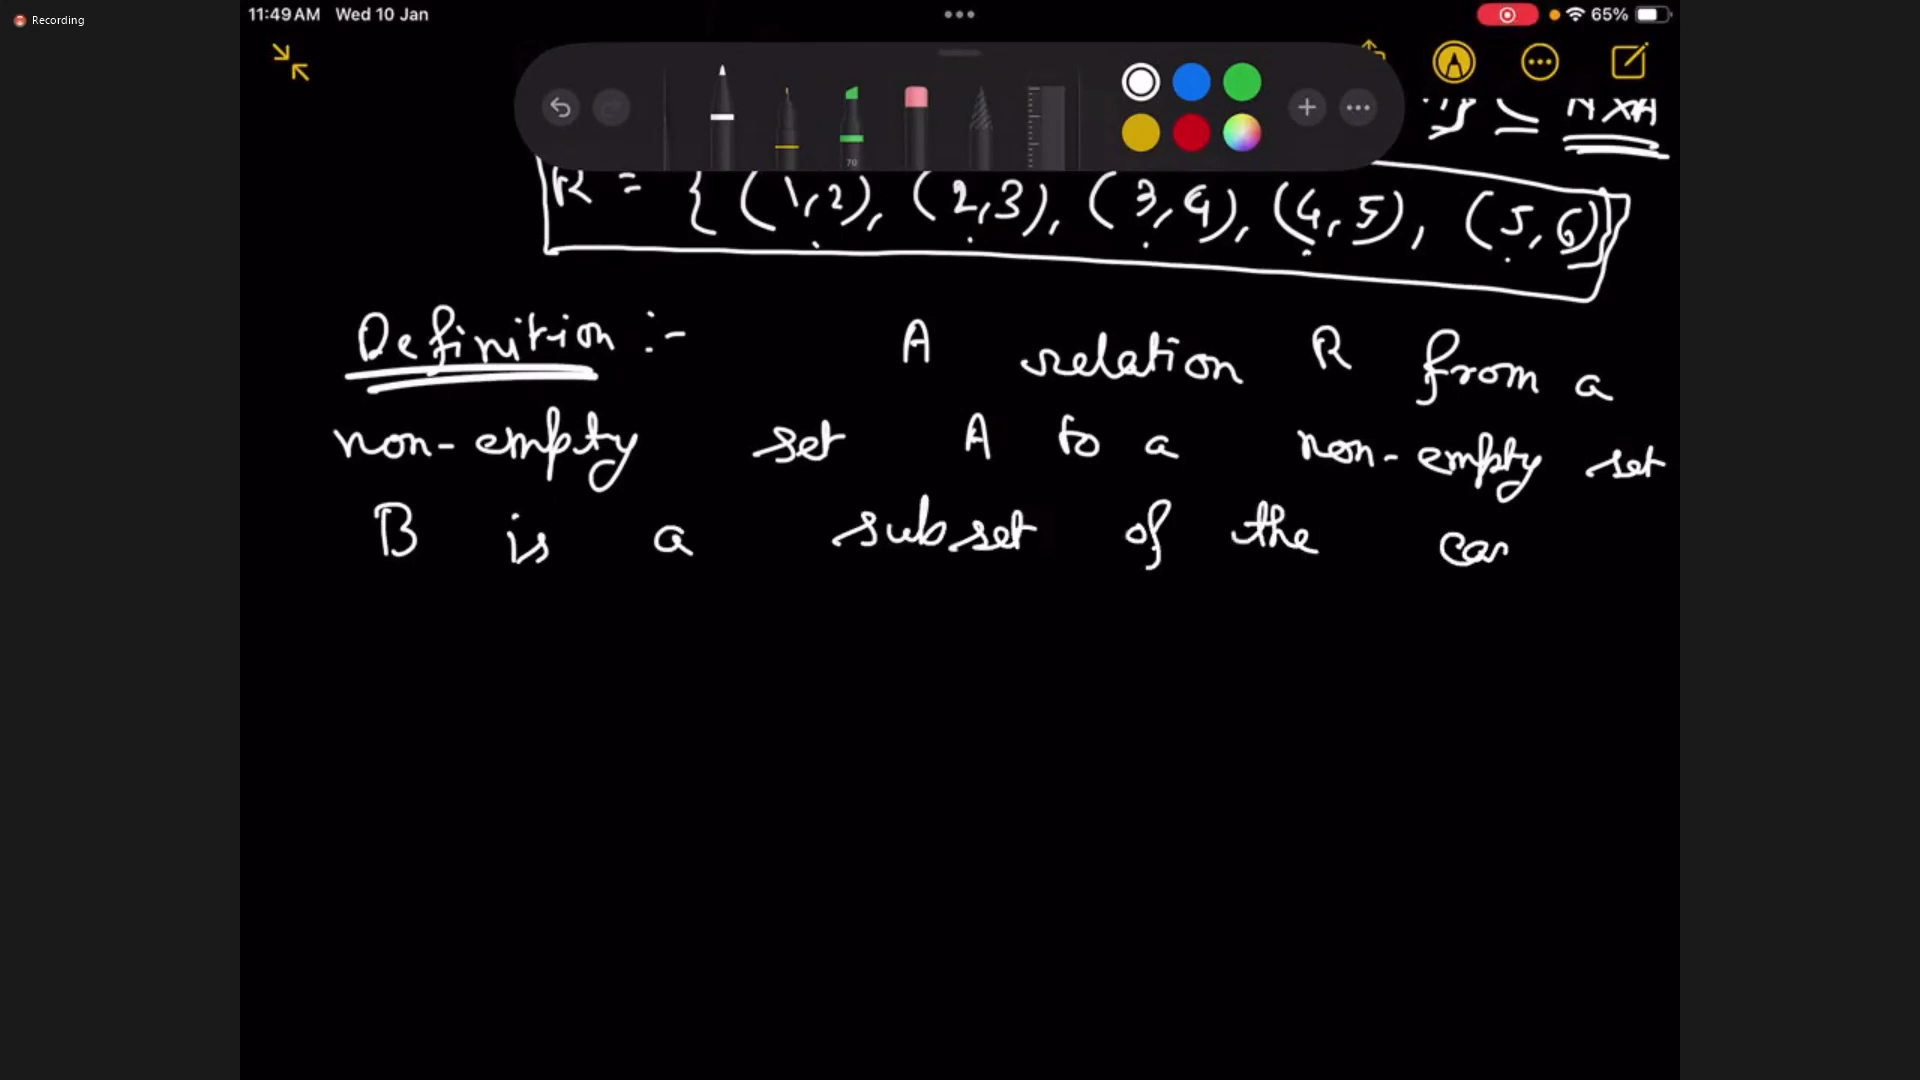 Recording
11:49 AM Wed 10 Jan
65%
70
⊆ A×A
R = { (1,2), (2,3), (3,4), (4,5), (5,6)}
Definition :- A relation R from a
non-empty set A to a non-empty set
B is a subset of the car